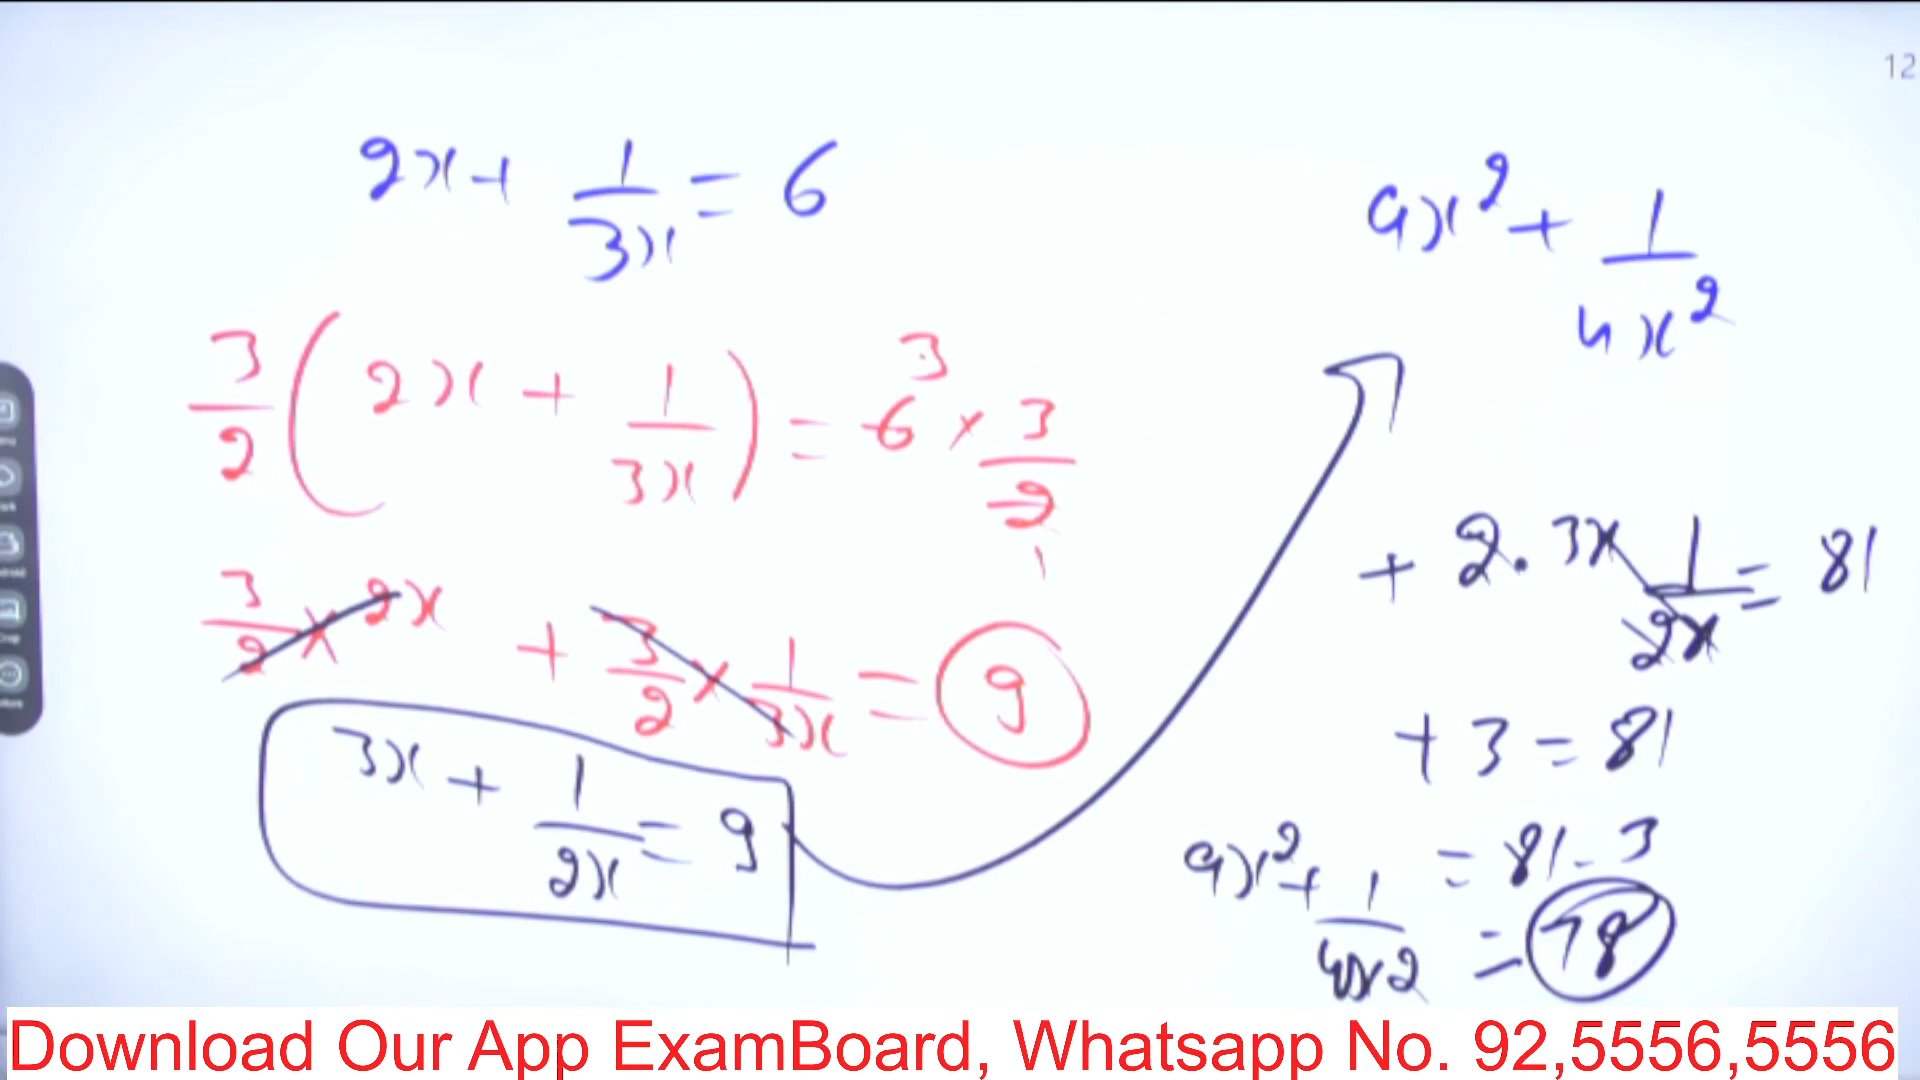 12
2x + 1/3x = 6
9x² + 1/4x²
3/2 (2x + 1/3x) = 6 × 3/2
3
1
+ 2 · 3x 1/2x = 81
3/2 × 2x + 3/2 × 1/3x = 9
+ 3 = 81
3x + 1/2x = 9
9x² + 1/4x² = 81 - 3
= 78
Download Our App ExamBoard, Whatsapp No. 92,5556,5556